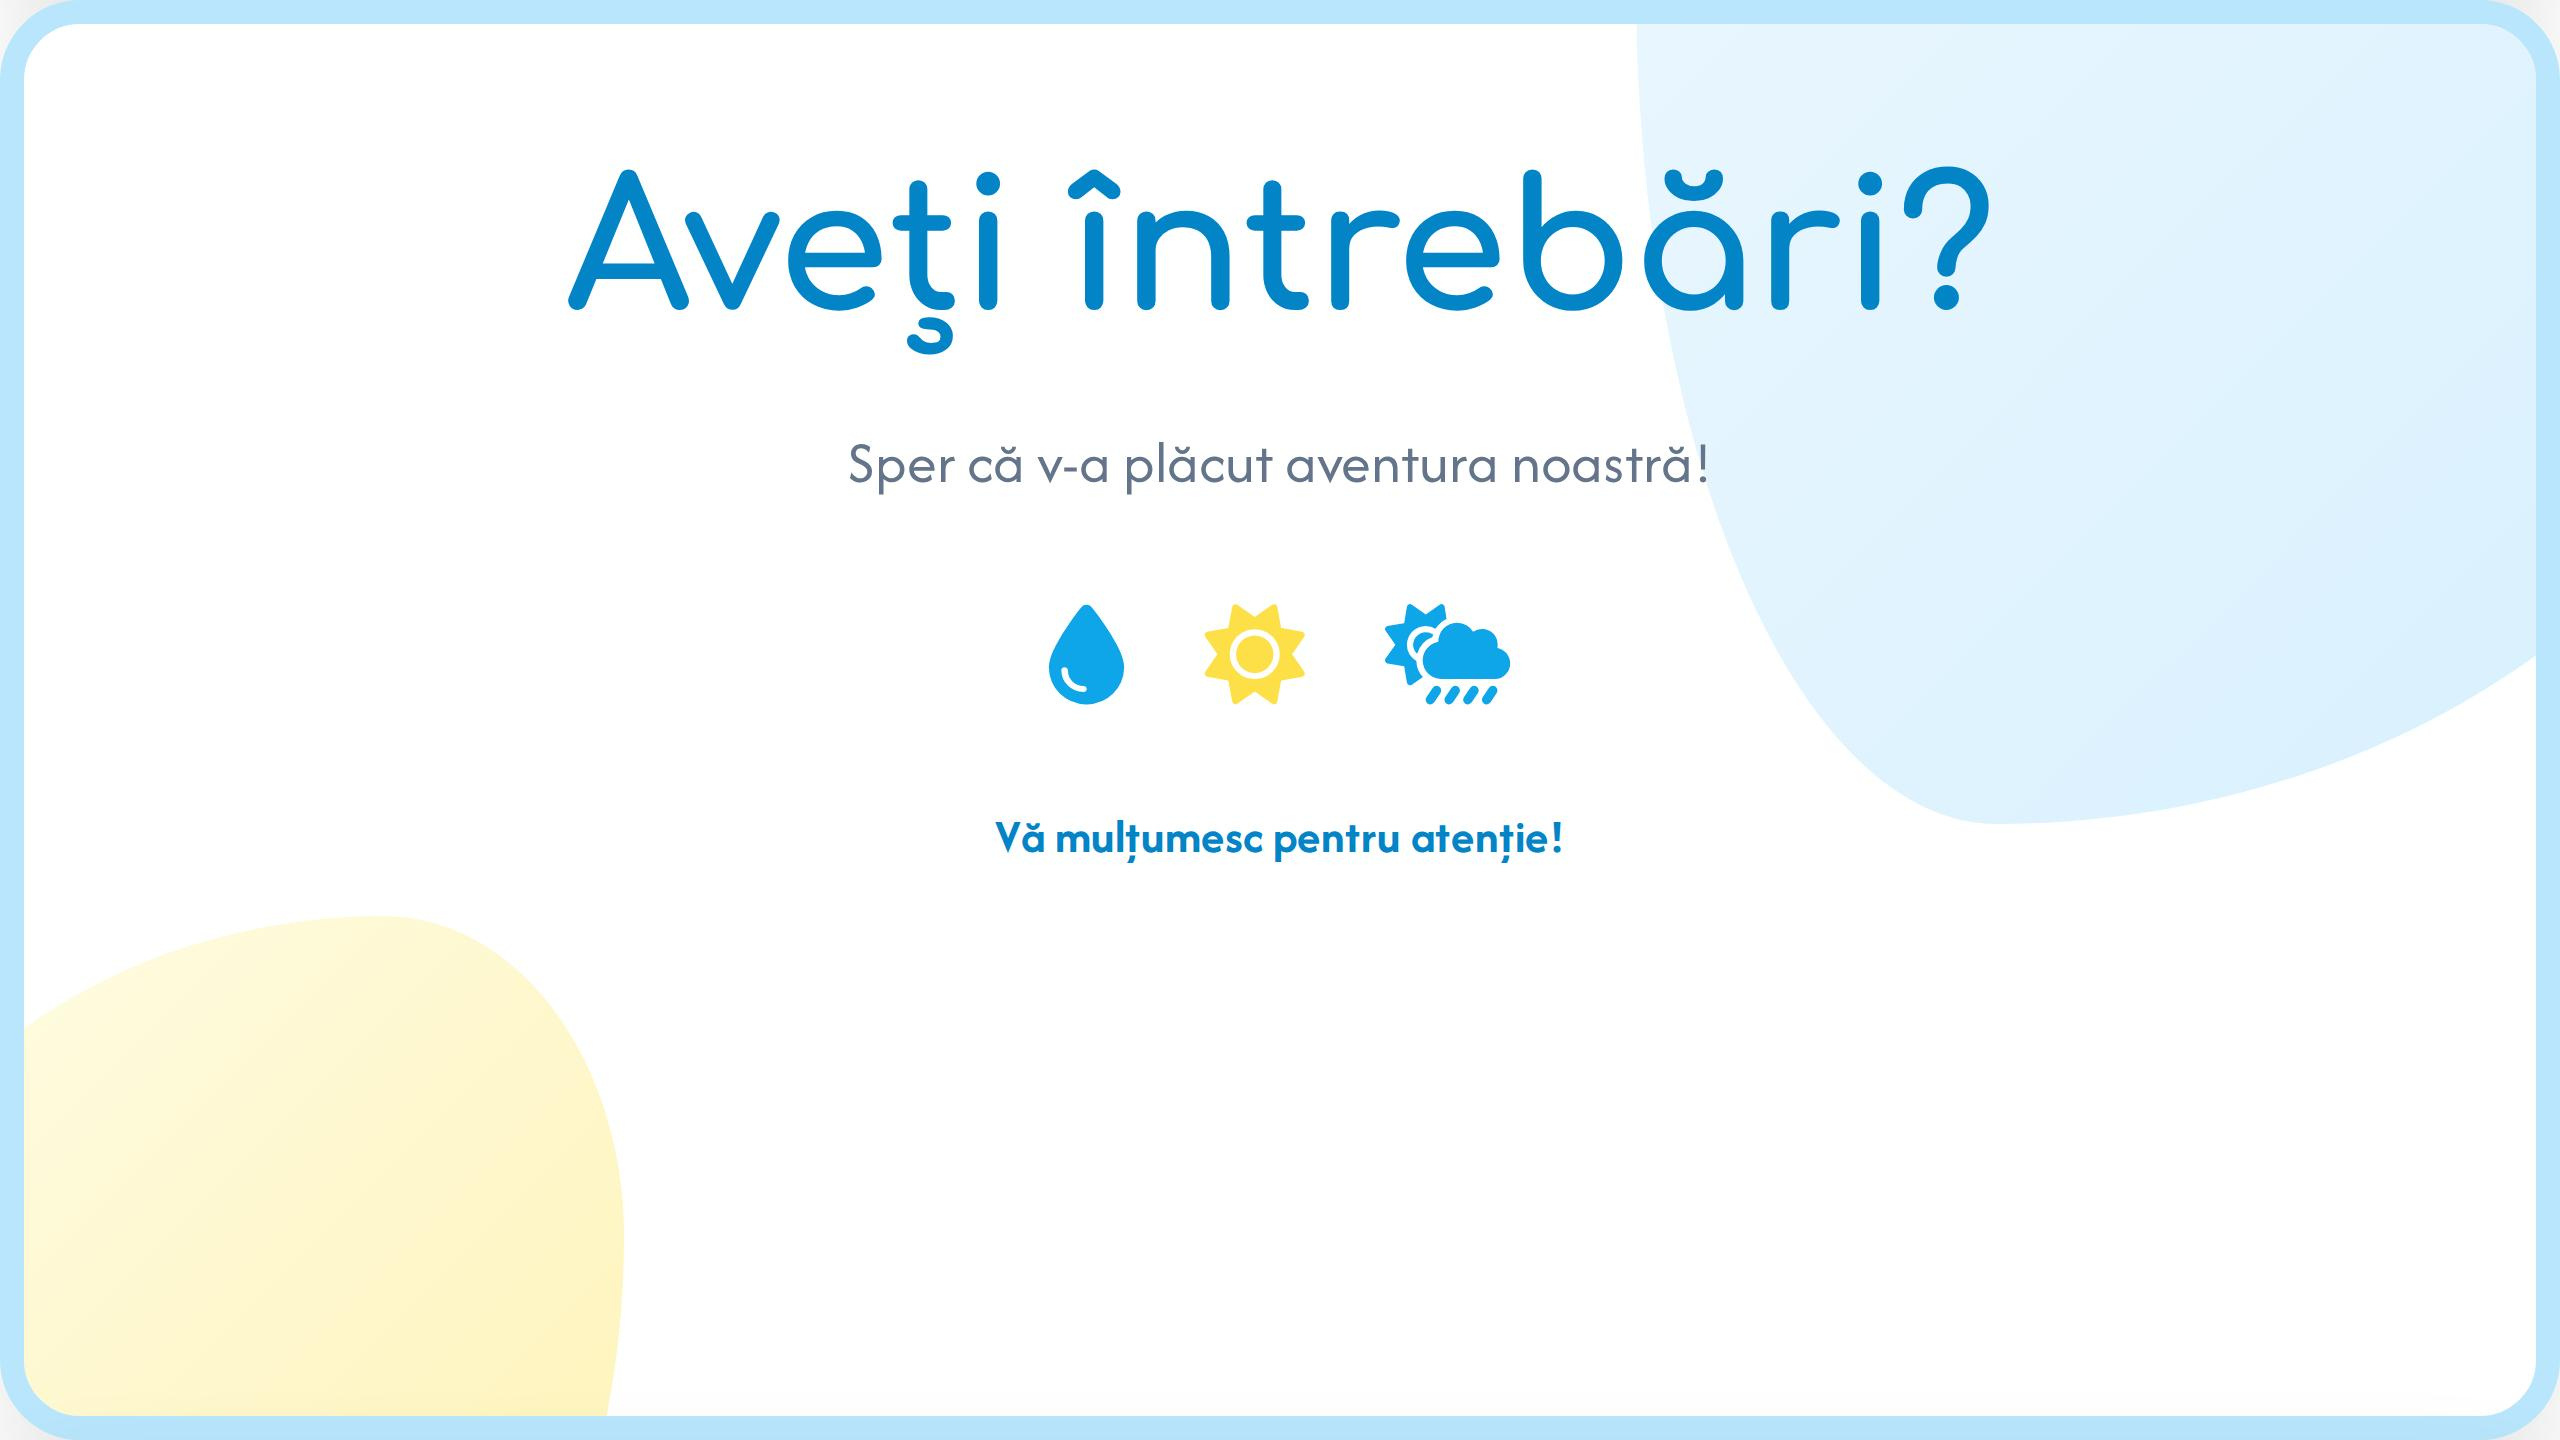 Aveţi întrebări?
Sper că v-a plăcut aventura noastră!
Vă mulțumesc pentru atenție!